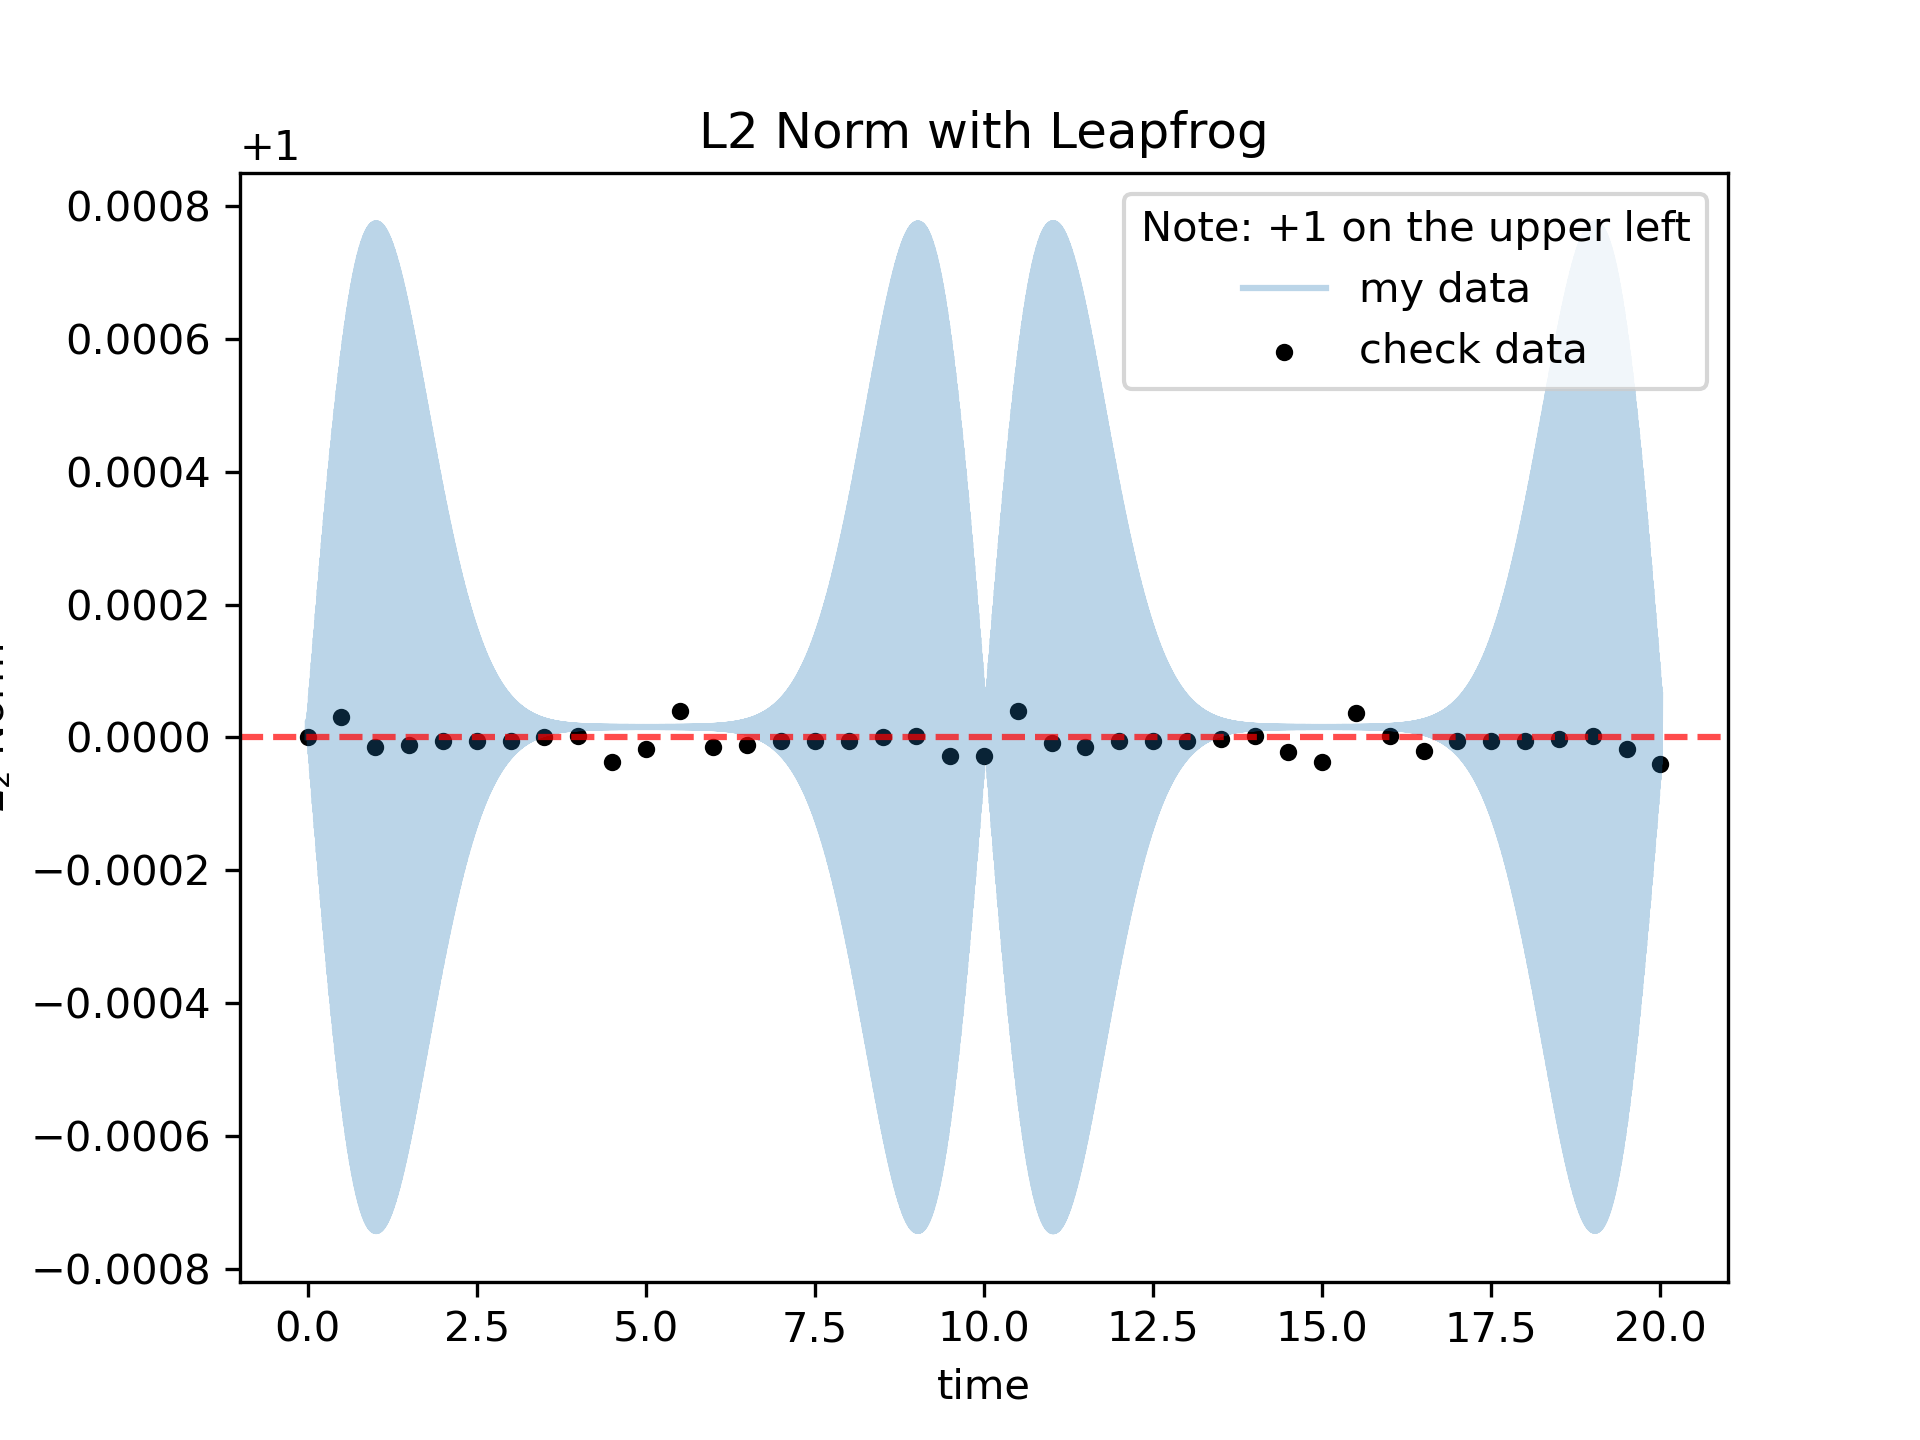 L2 Norm with Leapfrog
+1
Note: +1 on the upper left
my data
check data
0.0008
0.0006
0.0004
0.0002
0.0000
−0.0002
−0.0004
−0.0006
−0.0008
0.0 2.5 5.0 7.5 10.0 12.5 15.0 17.5 20.0
time